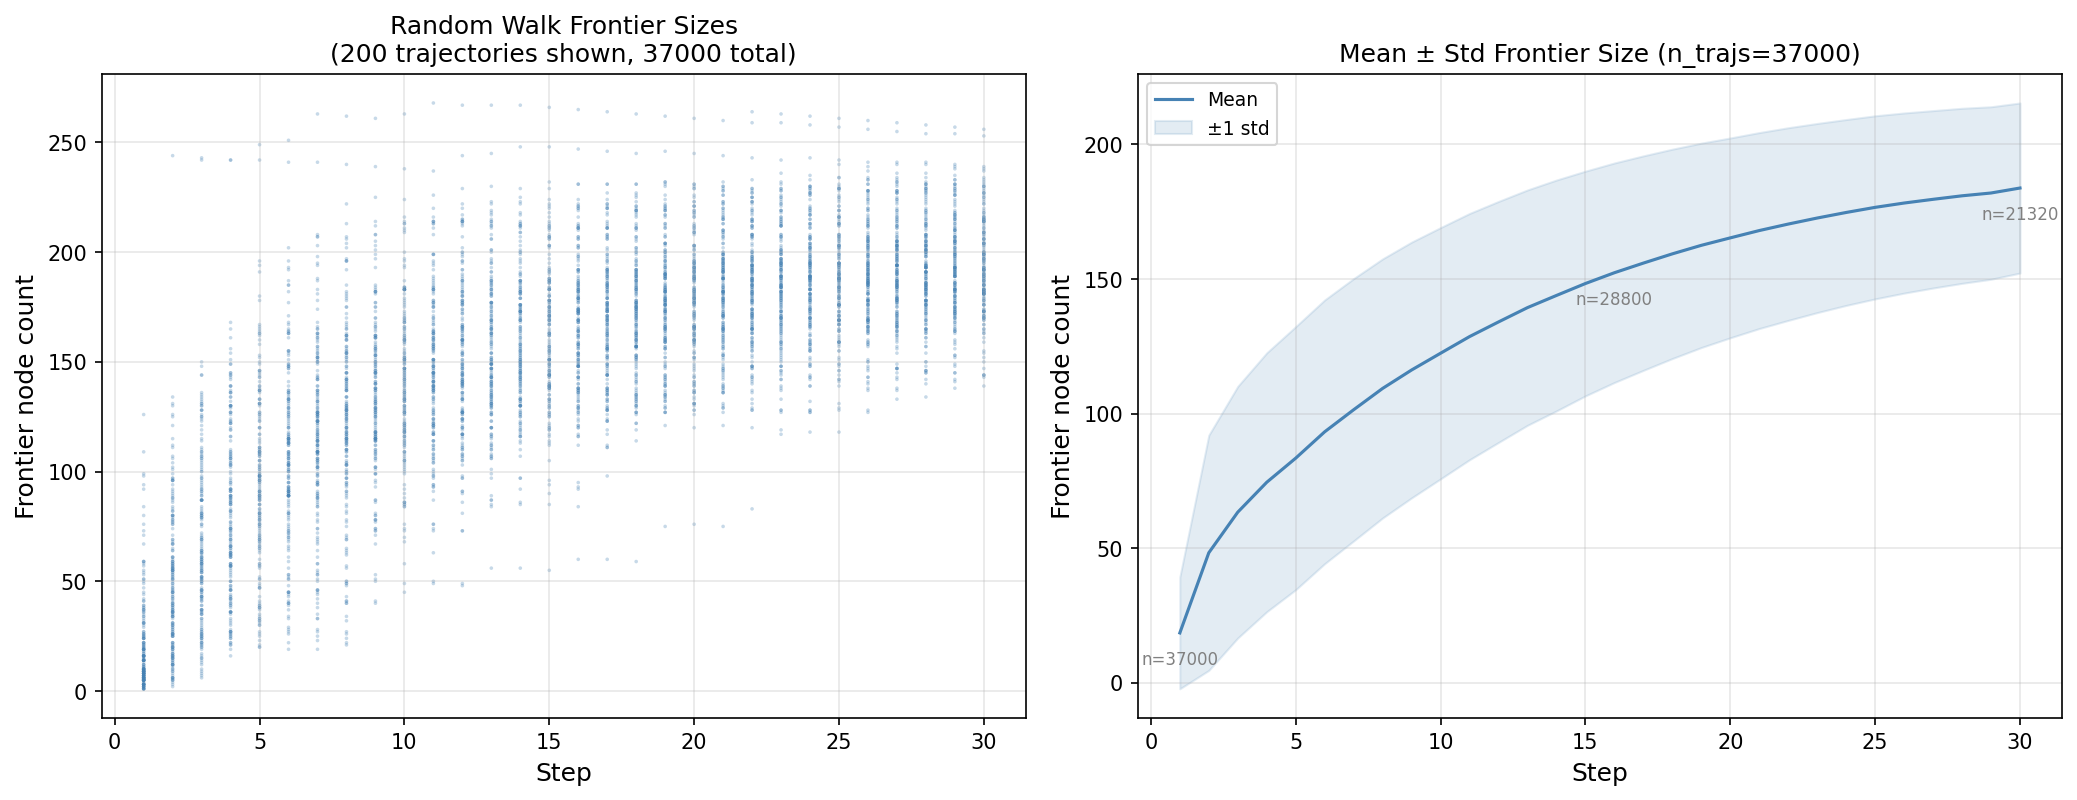 Random Walk Frontier Sizes
(200 trajectories shown, 37000 total)
Frontier node count
250
200
150
100
50
0
0 5 10 15 20 25 30
Step
Mean ± Std Frontier Size (n_trajs=37000)
Mean
±1 std
Frontier node count
200
150
100
50
0
n=37000
n=28800
n=21320
0 5 10 15 20 25 30
Step